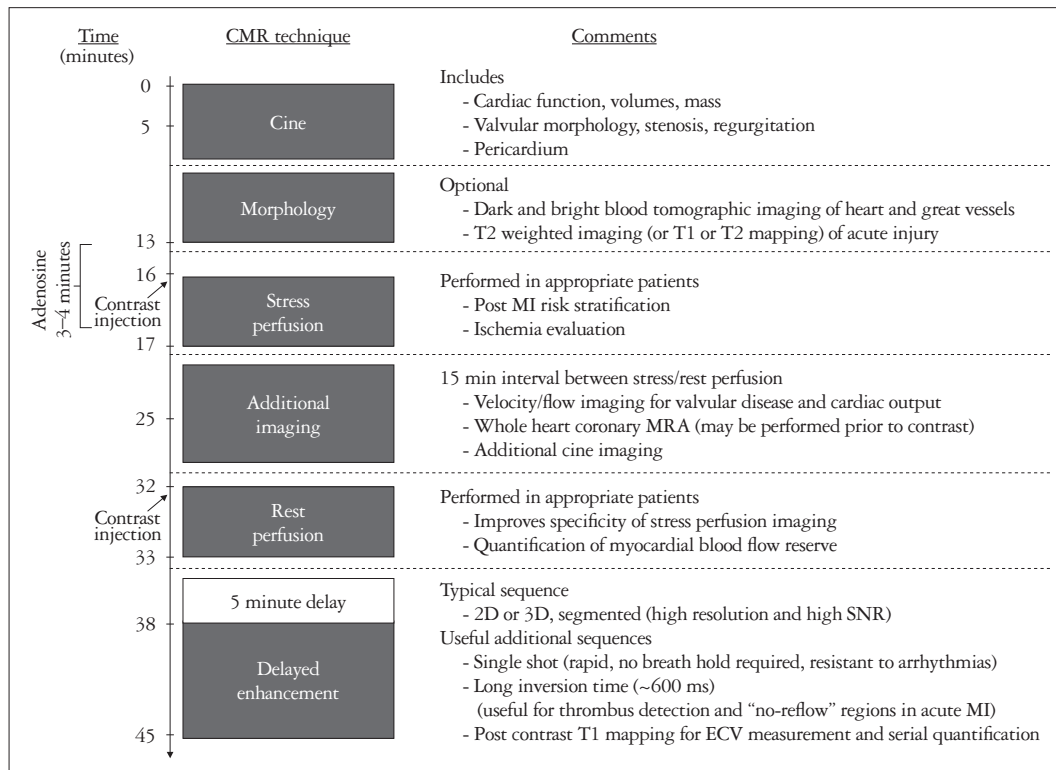 Time
(minutes)
CMR technique
Comments
0
5
Cine
Includes
- Cardiac function, volumes, mass
- Valvular morphology, stenosis, regurgitation
- Pericardium
Morphology
13
Optional
- Dark and bright blood tomographic imaging of heart and great vessels
- T2 weighted imaging (or T1 or T2 mapping) of acute injury
Adenosine
3–4 minutes
16
Contrast
injection
17
Stress
perfusion
Performed in appropriate patients
- Post MI risk stratification
- Ischemia evaluation
25
Additional
imaging
15 min interval between stress/rest perfusion
- Velocity/flow imaging for valvular disease and cardiac output
- Whole heart coronary MRA (may be performed prior to contrast)
- Additional cine imaging
32
Contrast
injection
33
Rest
perfusion
Performed in appropriate patients
- Improves specificity of stress perfusion imaging
- Quantification of myocardial blood flow reserve
5 minute delay
38
Delayed
enhancement
45
Typical sequence
- 2D or 3D, segmented (high resolution and high SNR)
Useful additional sequences
- Single shot (rapid, no breath hold required, resistant to arrhythmias)
- Long inversion time (~600 ms)
(useful for thrombus detection and “no-reflow” regions in acute MI)
- Post contrast T1 mapping for ECV measurement and serial quantification